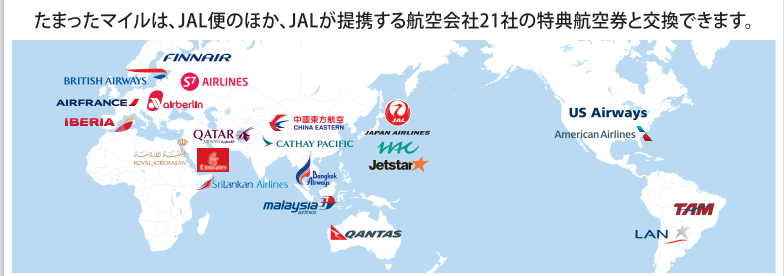 たまったマイルは、JAL便のほか、JALが提携する航空会社21社の特典航空券と交換できます。
FINNAIR
BRITISH AIRWAYS
S7 AIRLINES
AIRFRANCE
airberlin
IBERIA
QATAR
AIRWAYS
中國東方航空
CHINA EASTERN
JAL
JAPAN AIRLINES
US Airways
American Airlines
ROYAL JORDANIAN
Emirates
CATHAY PACIFIC
JAC
Jetstar
SriLankan Airlines
Bangkok
Airways
malaysia
airlines
QANTAS
TAM
LAN